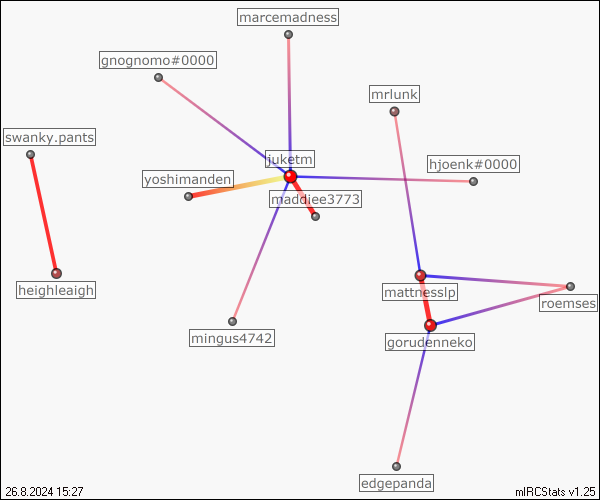 marcemadness
gnognomo#0000
mrlunk
swanky.pants
juketm
hjoenk#0000
yoshimanden
maddiee3773
heighleaigh
mattnesslp
roemses
mingus4742
gorudenneko
edgepanda
26.8.2024 15:27
mIRCStats v1.25